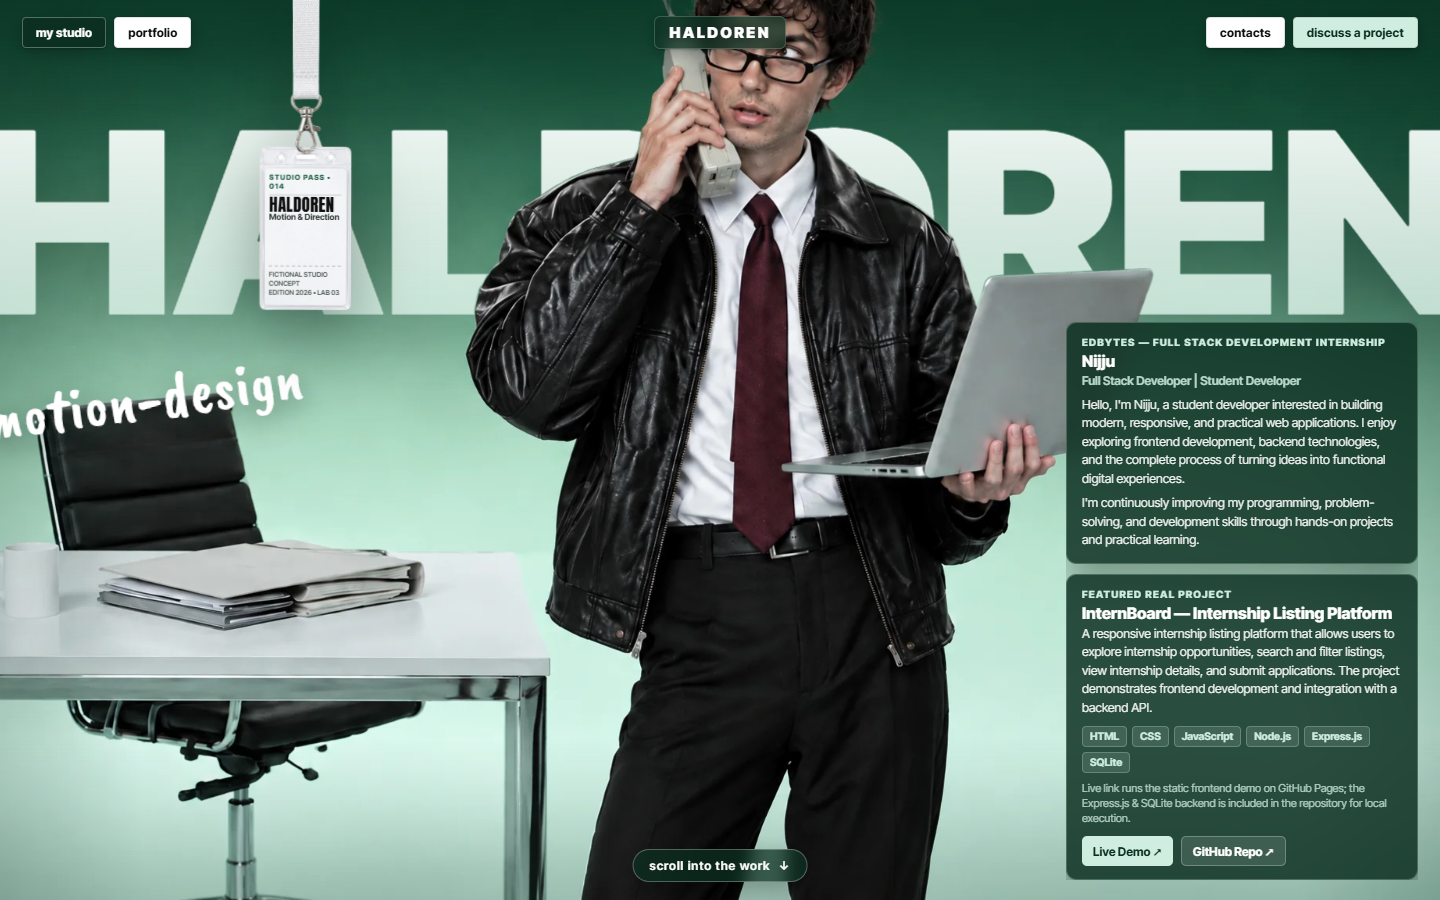 my studio
portfolio
HALDOREN
contacts
discuss a project
HALDOREN
STUDIO PASS •
014
HALDOREN
Motion & Direction
FICTIONAL STUDIO
CONCEPT
EDITION 2026 • LAB 03
motion-design
EDBYTES — FULL STACK DEVELOPMENT INTERNSHIP
Nijju
Full Stack Developer | Student Developer
Hello, I'm Nijju, a student developer interested in building
modern, responsive, and practical web applications. I enjoy
exploring frontend development, backend technologies,
and the complete process of turning ideas into functional
digital experiences.
I'm continuously improving my programming, problem-
solving, and development skills through hands-on projects
and practical learning.
FEATURED REAL PROJECT
InternBoard — Internship Listing Platform
A responsive internship listing platform that allows users to
explore internship opportunities, search and filter listings,
view internship details, and submit applications. The project
demonstrates frontend development and integration with a
backend API.
HTML CSS JavaScript Node.js Express.js
SQLite
Live link runs the static frontend demo on GitHub Pages; the
Express.js & SQLite backend is included in the repository for local
execution.
Live Demo ↗ GitHub Repo ↗
scroll into the work ↓